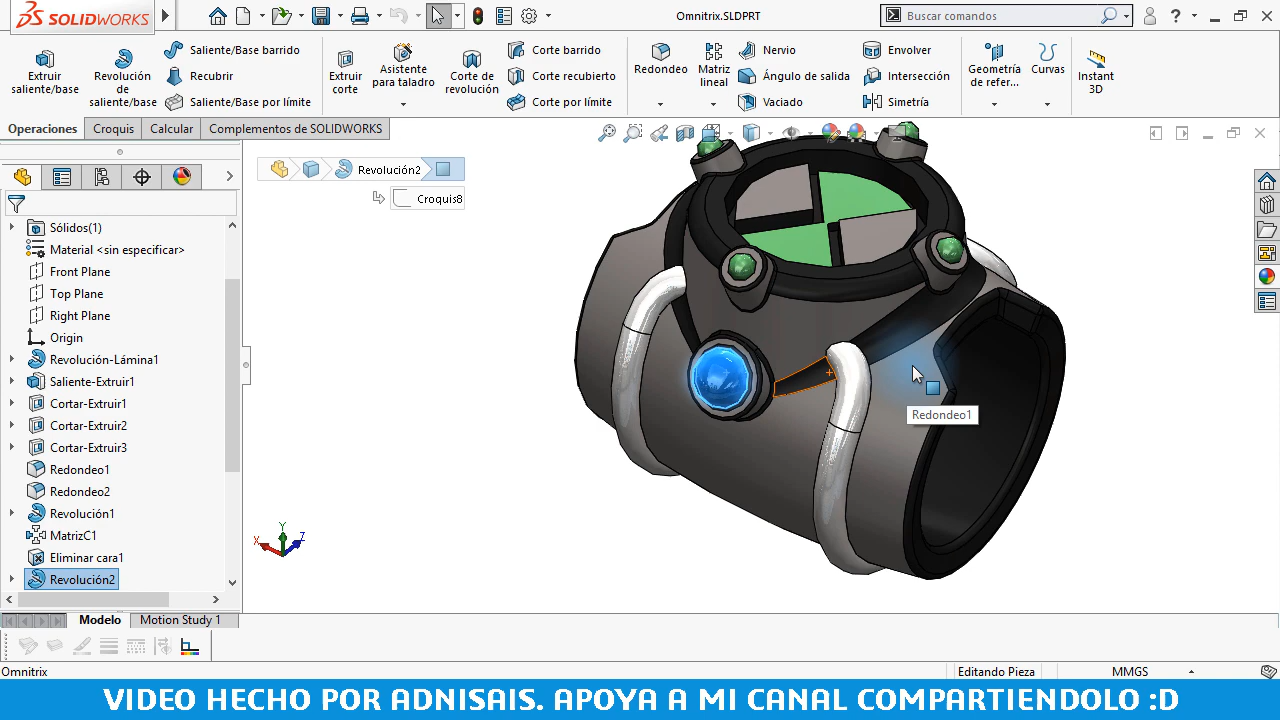 SOLIDWORKS
Omnitrix.SLDPRT
Buscar comandos
Extruir saliente/base
Revolución de saliente/base
Saliente/Base barrido
Recubrir
Saliente/Base por límite
Extruir corte
Asistente para taladro
Corte de revolución
Corte barrido
Corte recubierto
Corte por límite
Redondeo
Matriz lineal
Nervio
Ángulo de salida
Vaciado
Envolver
Intersección
Simetría
Geometría de refer...
Curvas
Instant 3D
Operaciones
Croquis
Calcular
Complementos de SOLIDWORKS
Revolución2
Croquis8
Sólidos(1)
Material <sin especificar>
Front Plane
Top Plane
Right Plane
Origin
Revolución-Lámina1
Saliente-Extruir1
Cortar-Extruir1
Cortar-Extruir2
Cortar-Extruir3
Redondeo1
Redondeo2
Revolución1
MatrizC1
Eliminar cara1
Revolución2
Redondeo1
Y
X
Z
Modelo
Motion Study 1
Omnitrix
Editando Pieza
MMGS
VIDEO HECHO POR ADNISAIS. APOYA A MI CANAL COMPARTIENDOLO :D